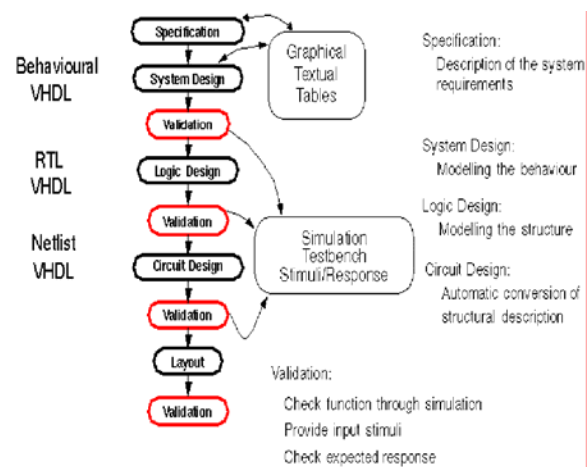 Behavioural
VHDL
RTL
VHDL
Netlist
VHDL
Specification
System Design
Validation
Logic Design
Validation
Circuit Design
Validation
Layout
Validation
Graphical
Textual
Tables
Simulation
Testbench
Stimuli/Response
Specification:
Description of the system
requirements
System Design:
Modelling the behaviour
Logic Design:
Modelling the structure
Circuit Design:
Automatic conversion of
structural description
Validation:
Check function through simulation
Provide input stimuli
Check expected response